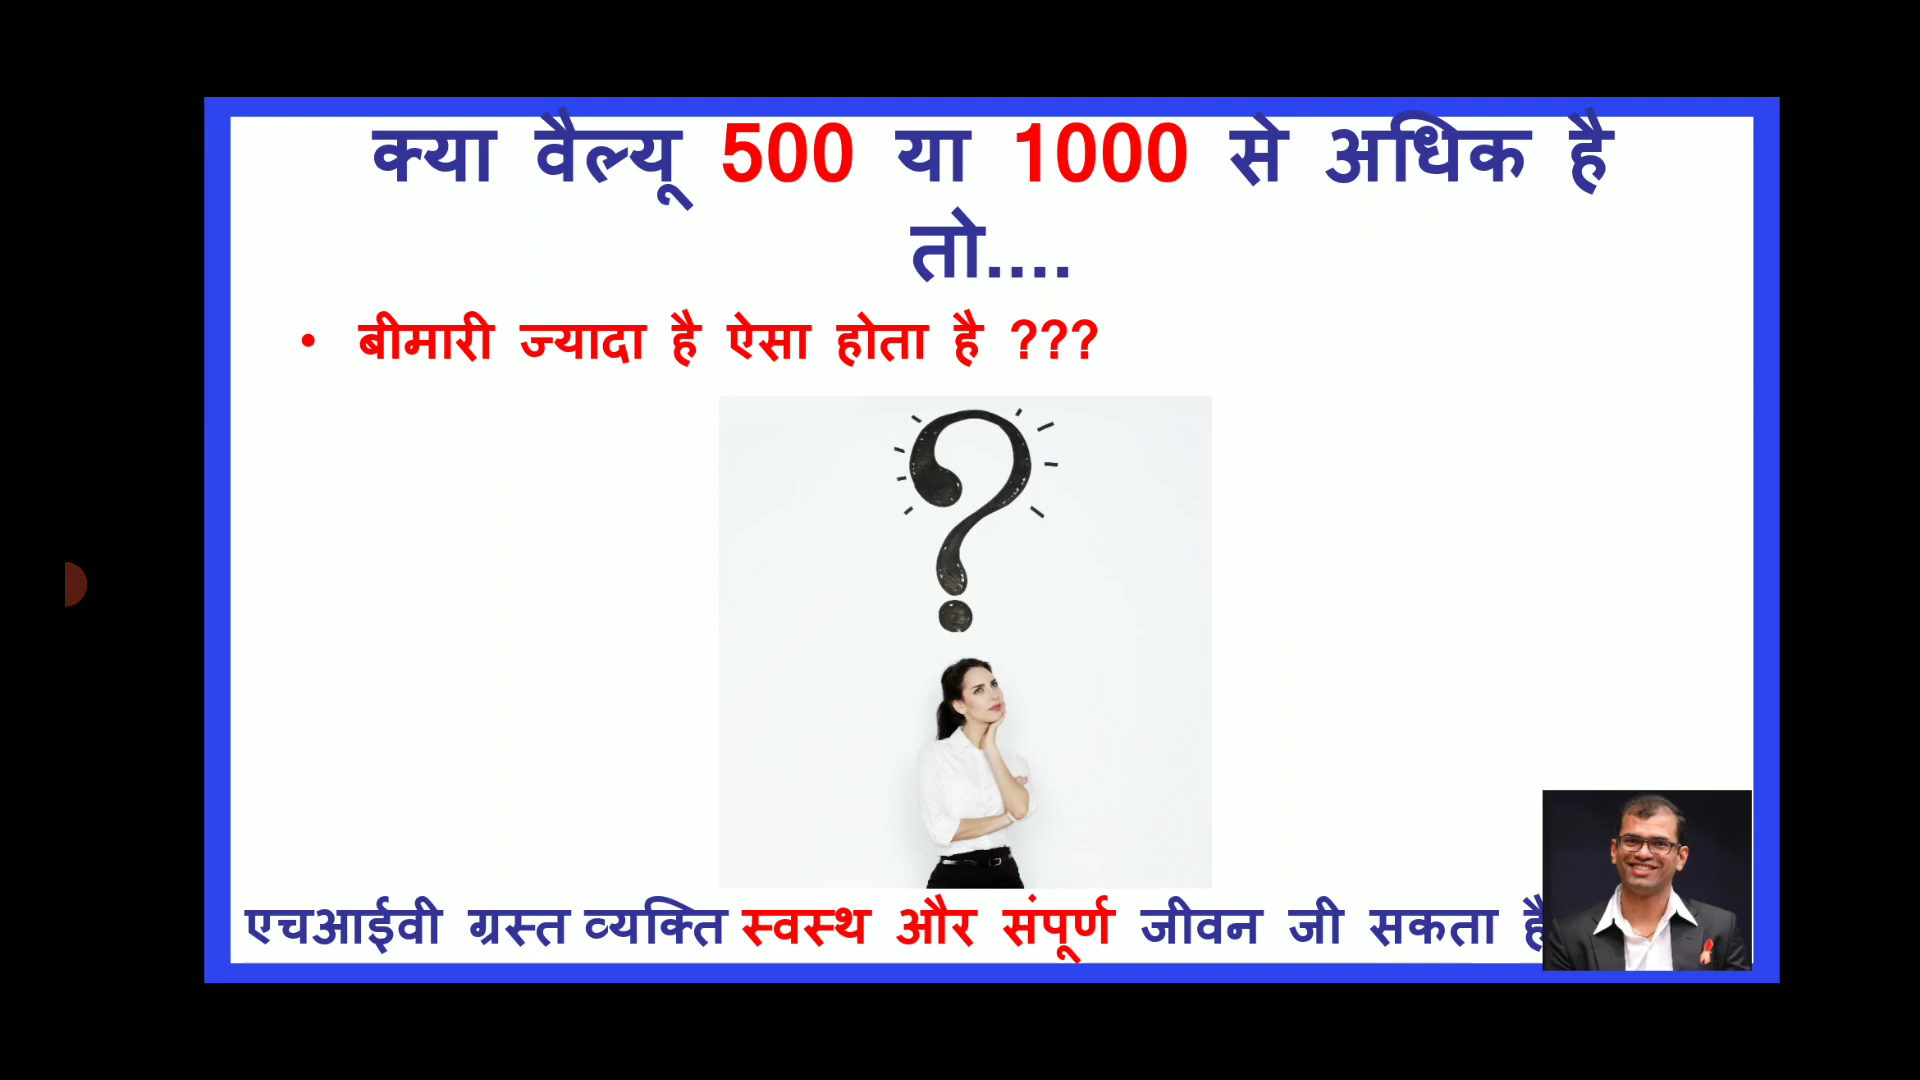 क्या वैल्यू 500 या 1000 से अधिक है
तो....
• बीमारी ज्यादा है ऐसा होता है ???
एचआईवी ग्रस्त व्यक्ति स्वस्थ और संपूर्ण जीवन जी सकता है